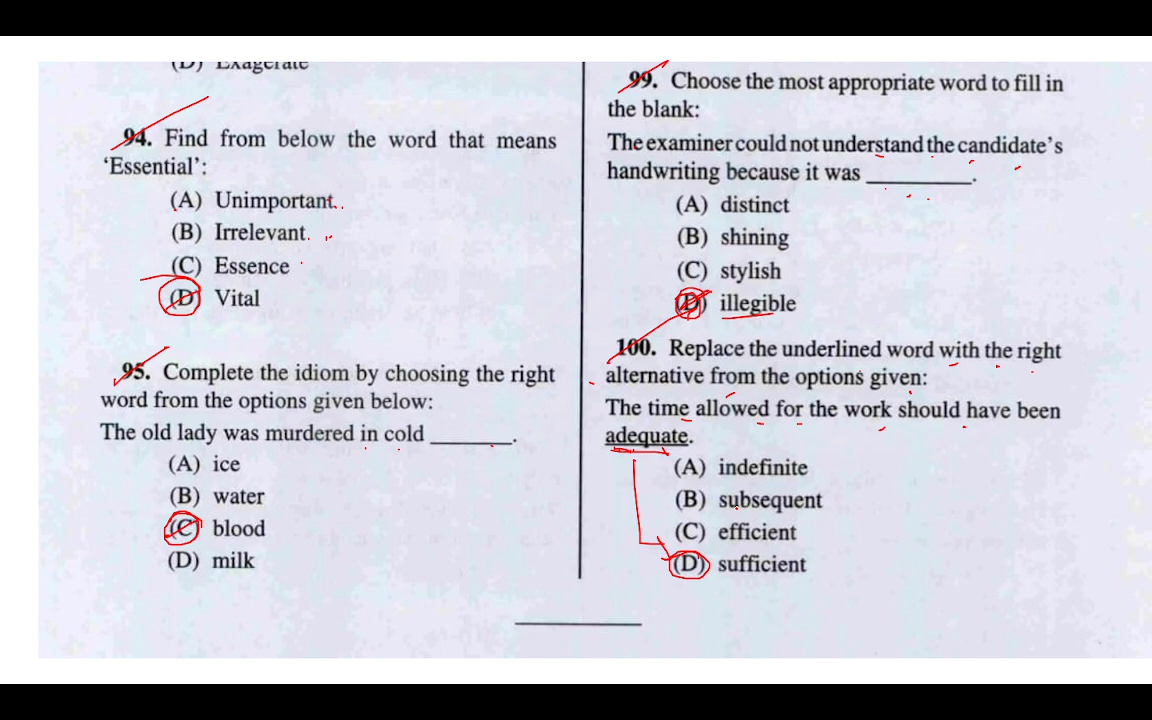 (D) Exagerate
94. Find from below the word that means
‘Essential’:
(A) Unimportant
(B) Irrelevant
(C) Essence
(D) Vital
95. Complete the idiom by choosing the right
word from the options given below:
The old lady was murdered in cold ________.
(A) ice
(B) water
(C) blood
(D) milk
99. Choose the most appropriate word to fill in
the blank:
The examiner could not understand the candidate’s
handwriting because it was ________.
(A) distinct
(B) shining
(C) stylish
(D) illegible
100. Replace the underlined word with the right
alternative from the options given:
The time allowed for the work should have been
adequate.
(A) indefinite
(B) subsequent
(C) efficient
(D) sufficient